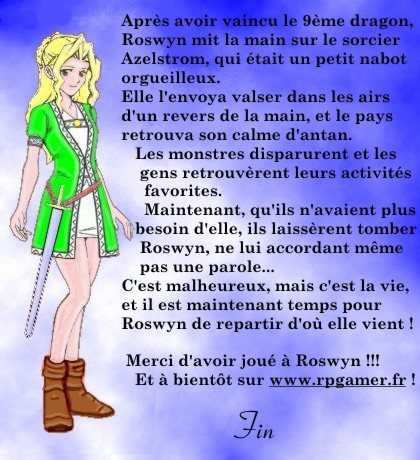 Après avoir vaincu le 9ème dragon,
Roswyn mit la main sur le sorcier
Azelstrom, qui était un petit nabot
orgueilleux.
Elle l'envoya valser dans les airs
d'un revers de la main, et le pays
retrouva son calme d'antan.
Les monstres disparurent et les
gens retrouvèrent leurs activités
favorites.
Maintenant, qu'ils n'avaient plus
besoin d'elle, ils laissèrent tomber
Roswyn, ne lui accordant même
pas une parole...
C'est malheureux, mais c'est la vie,
et il est maintenant temps pour
Roswyn de repartir d'où elle vient !
Merci d'avoir joué à Roswyn !!!
Et à bientôt sur www.rpgamer.fr !
Fin